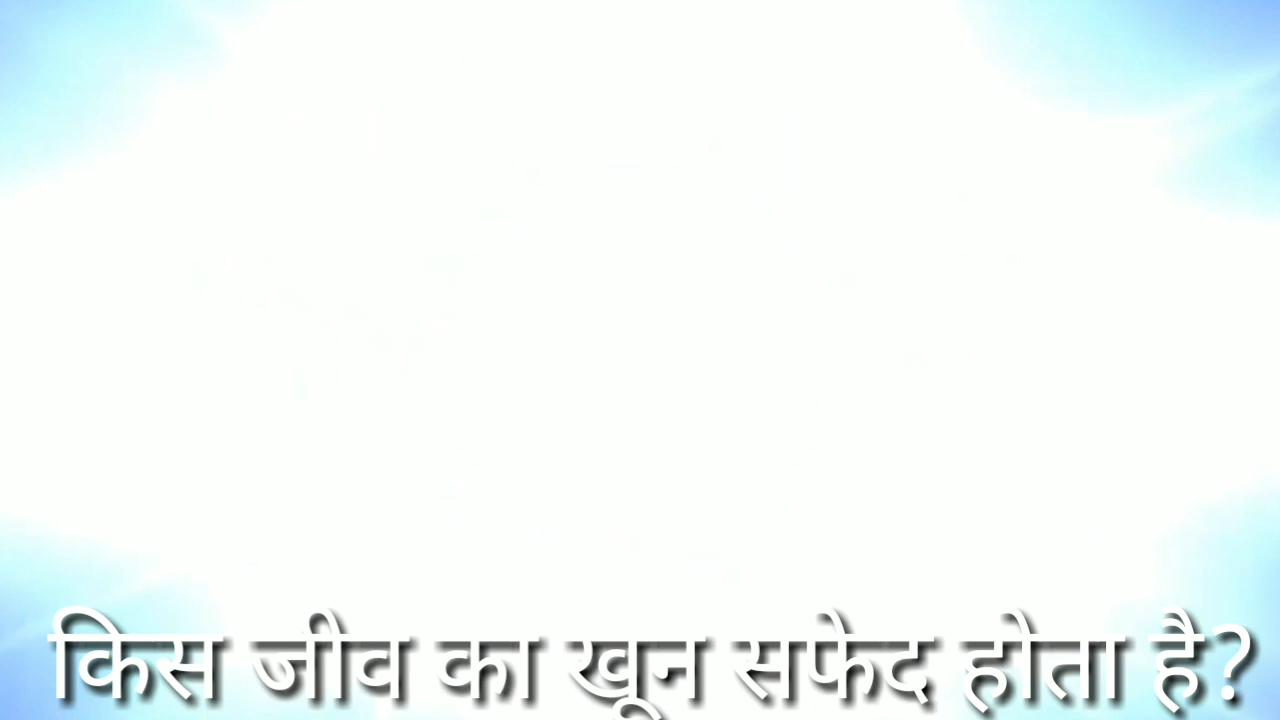 किस जीव का खून सफेद होता है?